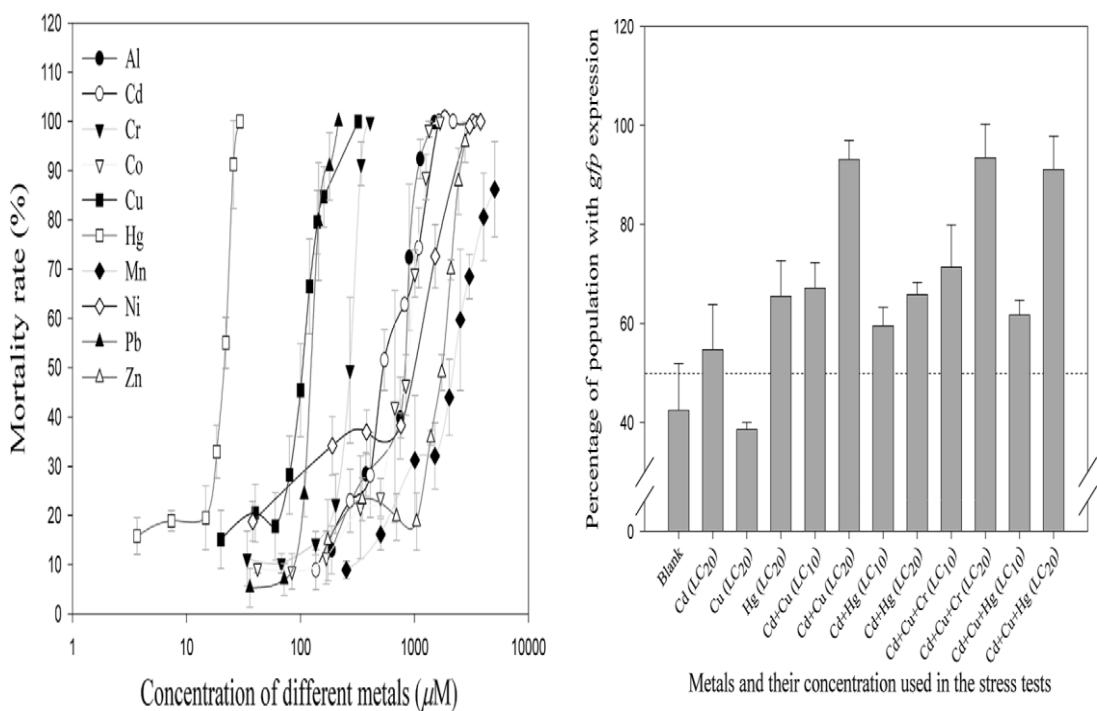 120
110
100
90
80
70
60
50
40
30
20
10
0
Mortality rate (%)
Al
Cd
Cr
Co
Cu
Hg
Mn
Ni
Pb
Zn
1
10
100
1000
10000
Concentration of different metals (µM)
120
100
80
60
40
0
Percentage of population with gfp expression
Blank
Cd (LC20)
Cu (LC20)
Hg (LC20)
Cd+Cu (LC10)
Cd+Cu (LC20)
Cd+Hg (LC10)
Cd+Hg (LC20)
Cd+Cu+Cr (LC10)
Cd+Cu+Cr (LC20)
Cd+Cu+Hg (LC10)
Cd+Cu+Hg (LC20)
Metals and their concentration used in the stress tests